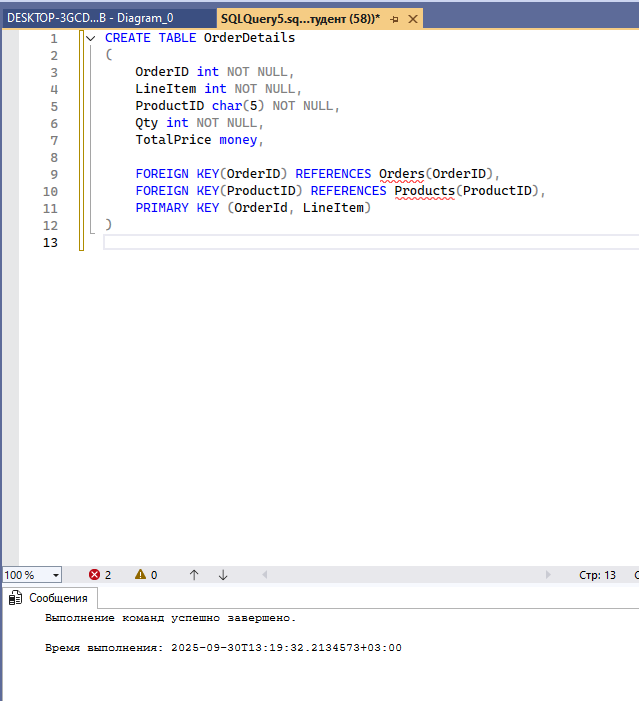 DESKTOP-3GCD...B - Diagram_0
SQLQuery5.sq...тудент (58))*
1 CREATE TABLE OrderDetails
2 (
3 OrderID int NOT NULL,
4 LineItem int NOT NULL,
5 ProductID char(5) NOT NULL,
6 Qty int NOT NULL,
7 TotalPrice money,
8
9 FOREIGN KEY(OrderID) REFERENCES Orders(OrderID),
10 FOREIGN KEY(ProductID) REFERENCES Products(ProductID),
11 PRIMARY KEY (OrderId, LineItem)
12 )
13
100 % 2 0 Стр: 13
Сообщения
Выполнение команд успешно завершено.
Время выполнения: 2025-09-30T13:19:32.2134573+03:00